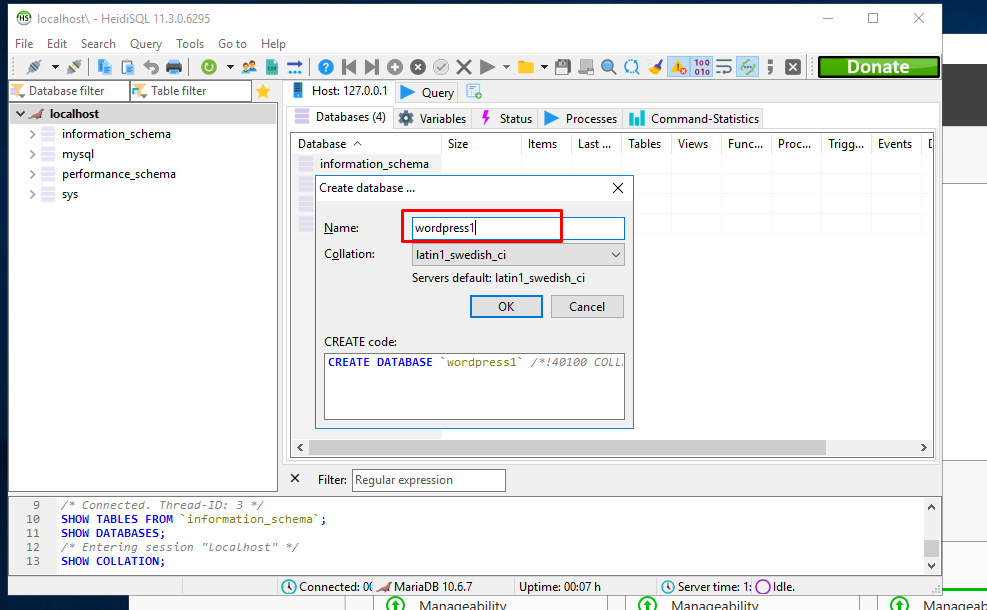 HS localhost\ - HeidiSQL 11.3.0.6295
File Edit Search Query Tools Go to Help
Donate
Database filter Table filter
Host: 127.0.0.1 Query
localhost
information_schema
mysql
performance_schema
sys
Databases (4) Variables Status Processes Command-Statistics
Database Size Items Last ... Tables Views Func... Proc... Trigg... Events D
information_schema
Create database ...
Name: wordpress1
Collation: latin1_swedish_ci
Servers default: latin1_swedish_ci
OK Cancel
CREATE code:
CREATE DATABASE `wordpress1` /*!40100 COLL
Filter: Regular expression
9 /* Connected. Thread-ID: 3 */
10 SHOW TABLES FROM `information_schema`;
11 SHOW DATABASES;
12 /* Entering session "localhost" */
13 SHOW COLLATION;
Connected: 00 MariaDB 10.6.7 Uptime: 00:07 h Server time: 1: Idle.
Manageability Manageability Manageab